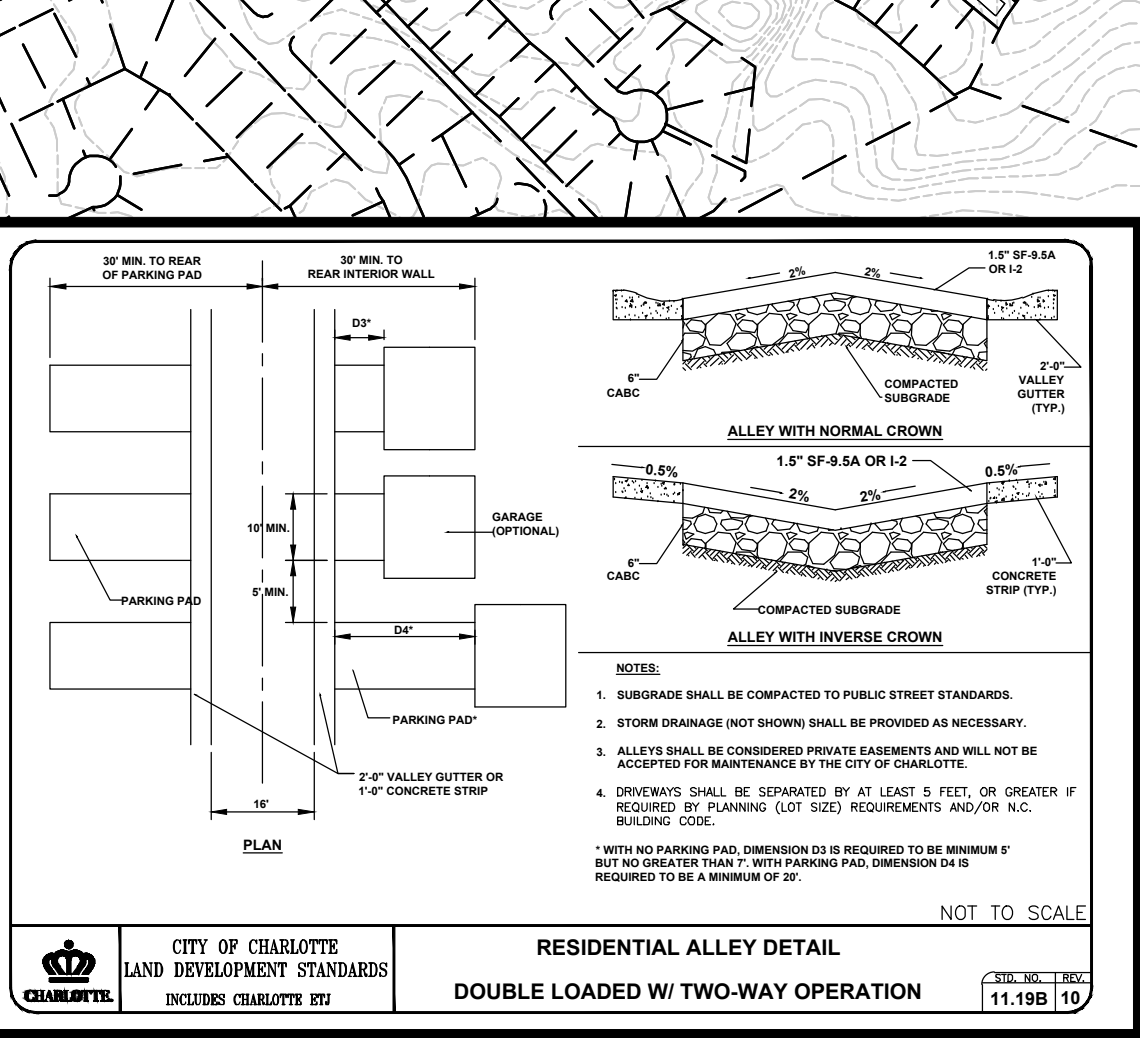 30' MIN. TO REAR
OF PARKING PAD
30' MIN. TO
REAR INTERIOR WALL
D3*
10' MIN.
5' MIN.
GARAGE
(OPTIONAL)
PARKING PAD
D4*
PARKING PAD*
2'-0" VALLEY GUTTER OR
1'-0" CONCRETE STRIP
16'
PLAN
2%
2%
1.5" SF-9.5A
OR I-2
6"
CABC
COMPACTED
SUBGRADE
2'-0"
VALLEY
GUTTER
(TYP.)
ALLEY WITH NORMAL CROWN
0.5%
1.5" SF-9.5A OR I-2
0.5%
2%
2%
6"
CABC
1'-0"
CONCRETE
STRIP (TYP.)
COMPACTED SUBGRADE
ALLEY WITH INVERSE CROWN
NOTES:
1. SUBGRADE SHALL BE COMPACTED TO PUBLIC STREET STANDARDS.
2. STORM DRAINAGE (NOT SHOWN) SHALL BE PROVIDED AS NECESSARY.
3. ALLEYS SHALL BE CONSIDERED PRIVATE EASEMENTS AND WILL NOT BE
ACCEPTED FOR MAINTENANCE BY THE CITY OF CHARLOTTE.
4. DRIVEWAYS SHALL BE SEPARATED BY AT LEAST 5 FEET, OR GREATER IF
REQUIRED BY PLANNING (LOT SIZE) REQUIREMENTS AND/OR N.C.
BUILDING CODE.
* WITH NO PARKING PAD, DIMENSION D3 IS REQUIRED TO BE MINIMUM 5'
BUT NO GREATER THAN 7'. WITH PARKING PAD, DIMENSION D4 IS
REQUIRED TO BE A MINIMUM OF 20'.
NOT TO SCALE
CHARLOTTE.
CITY OF CHARLOTTE
LAND DEVELOPMENT STANDARDS
INCLUDES CHARLOTTE ETJ
RESIDENTIAL ALLEY DETAIL
DOUBLE LOADED W/ TWO-WAY OPERATION
STD. NO. REV.
11.19B 10